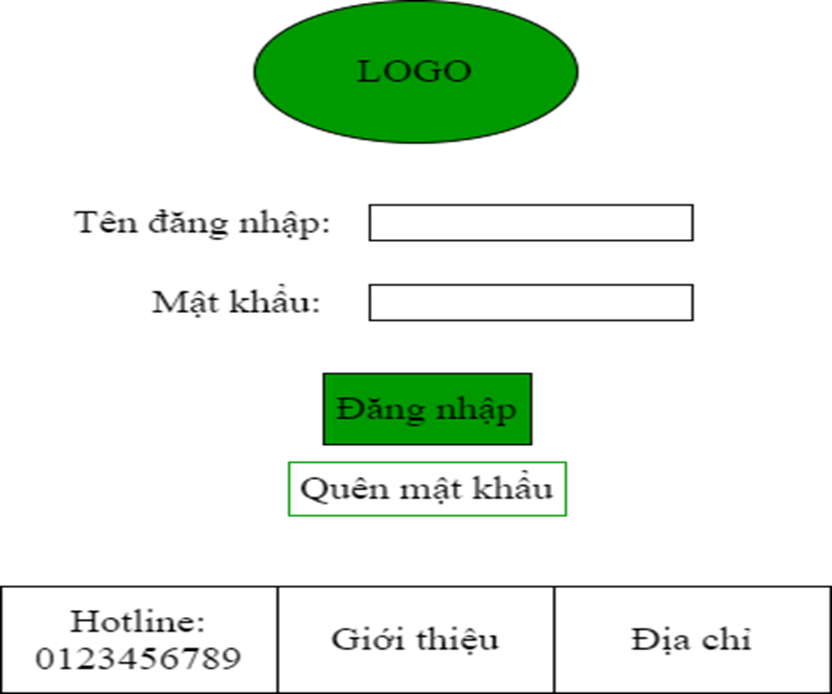 LOGO
Tên đăng nhập:
Mật khẩu:
Đăng nhập
Quên mật khẩu
Hotline:
0123456789
Giới thiệu
Địa chỉ